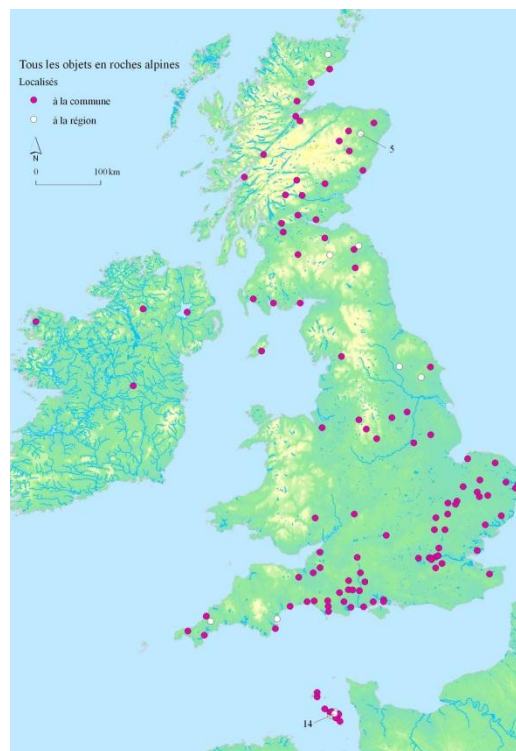 Tous les objets en roches alpines
Localisés
à la commune
à la région
N
0 100 km
5
14